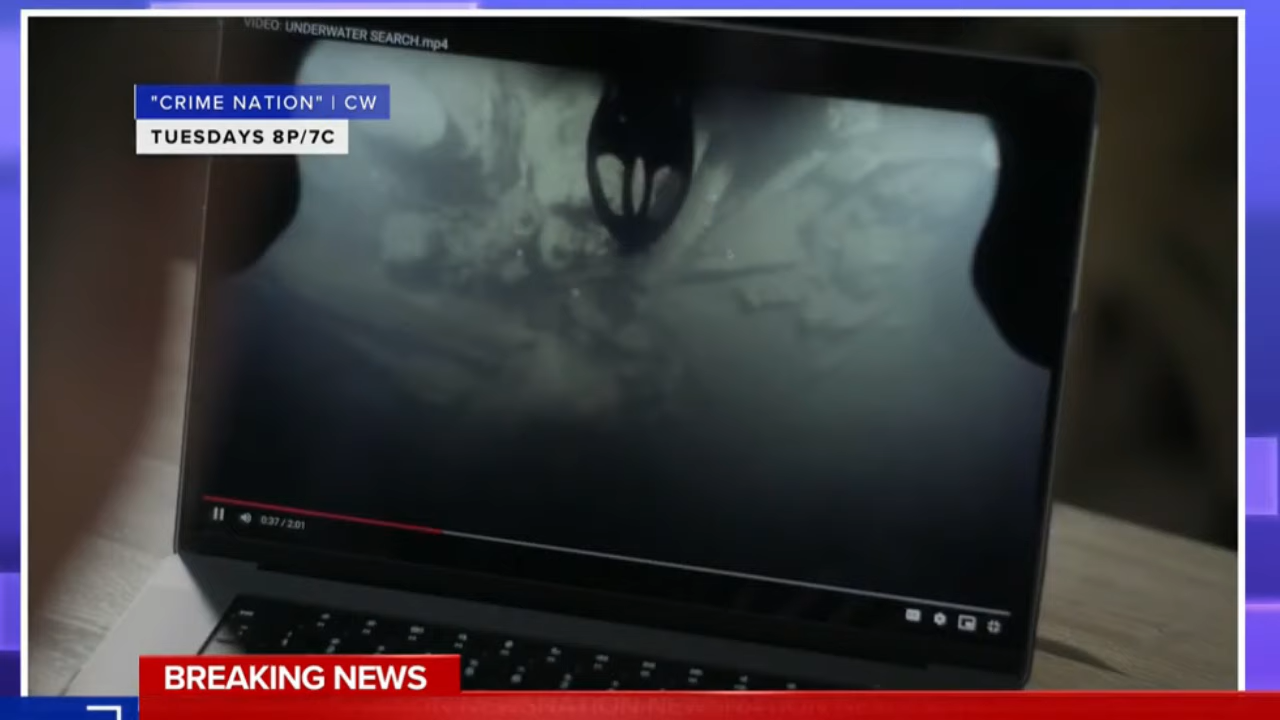 VIDEO: UNDERWATER SEARCH.mp4
"CRIME NATION" | CW
TUESDAYS 8P/7C
0:37 / 2:01
BREAKING NEWS